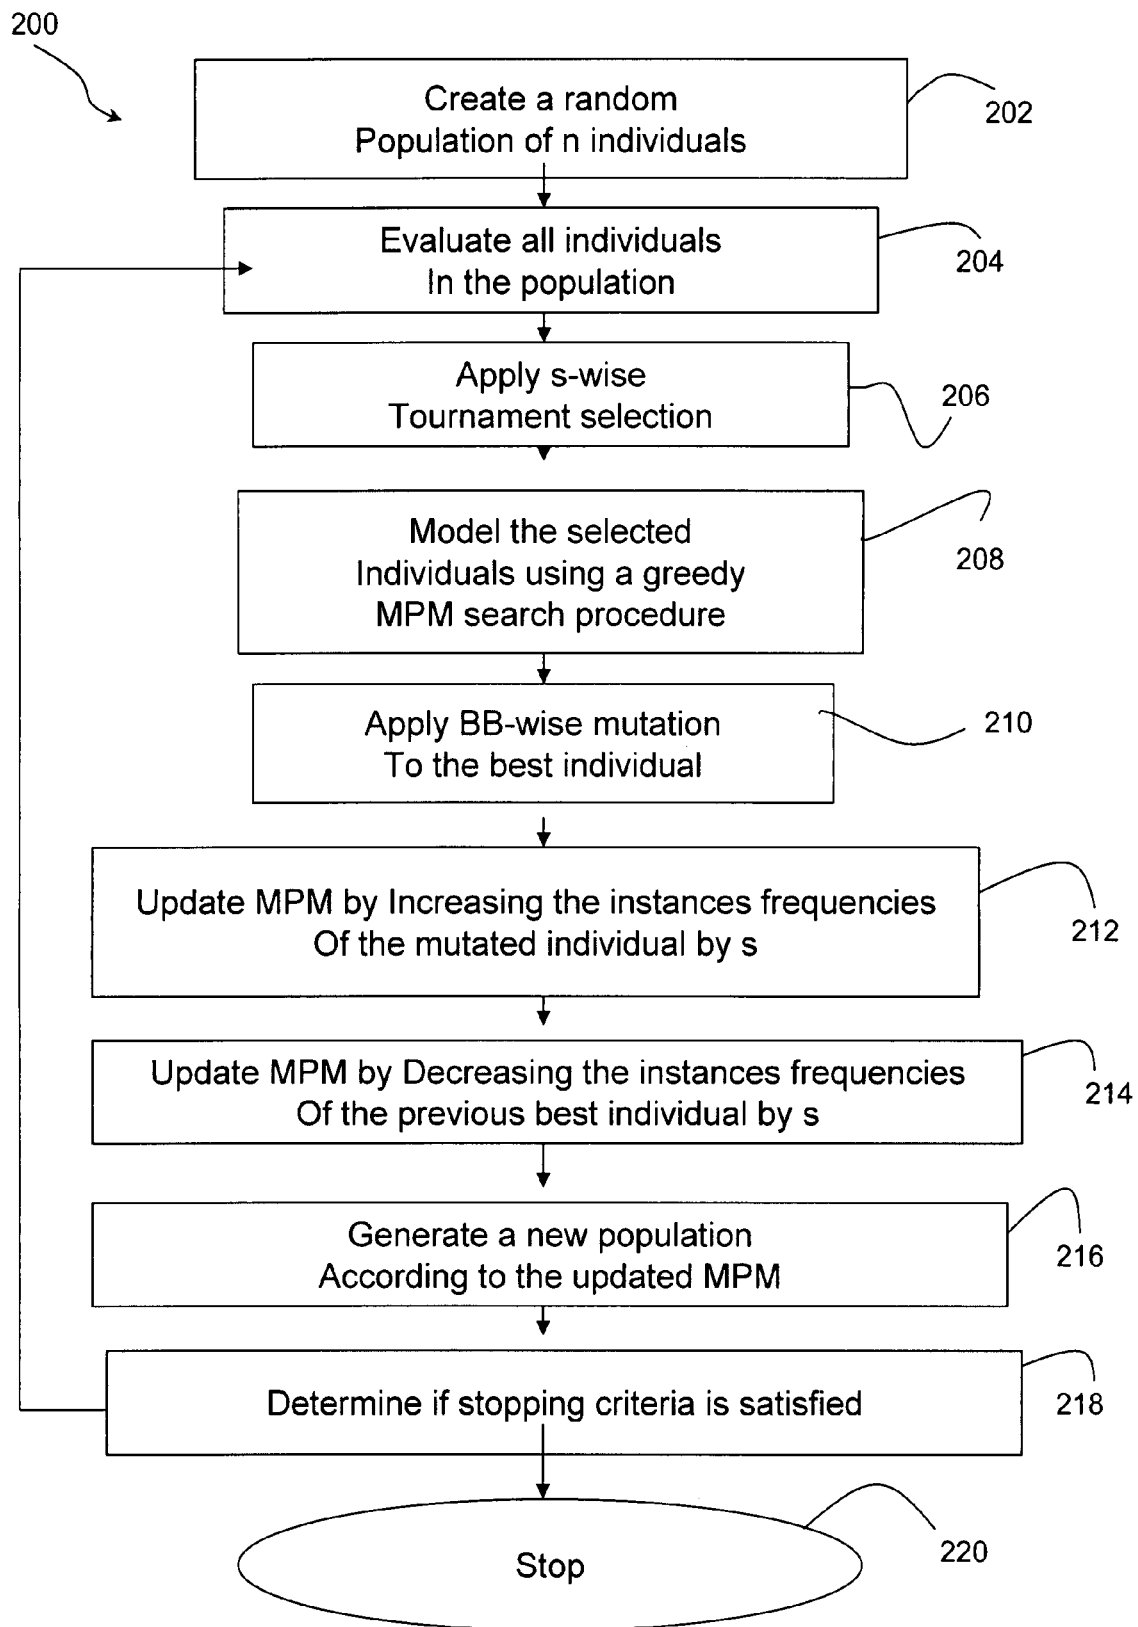 200
Create a random
Population of n individuals
202
Evaluate all individuals
In the population
204
Apply s-wise
Tournament selection
206
Model the selected
Individuals using a greedy
MPM search procedure
208
Apply BB-wise mutation
To the best individual
210
Update MPM by Increasing the instances frequencies
Of the mutated individual by s
212
Update MPM by Decreasing the instances frequencies
Of the previous best individual by s
214
Generate a new population
According to the updated MPM
216
Determine if stopping criteria is satisfied
218
Stop
220